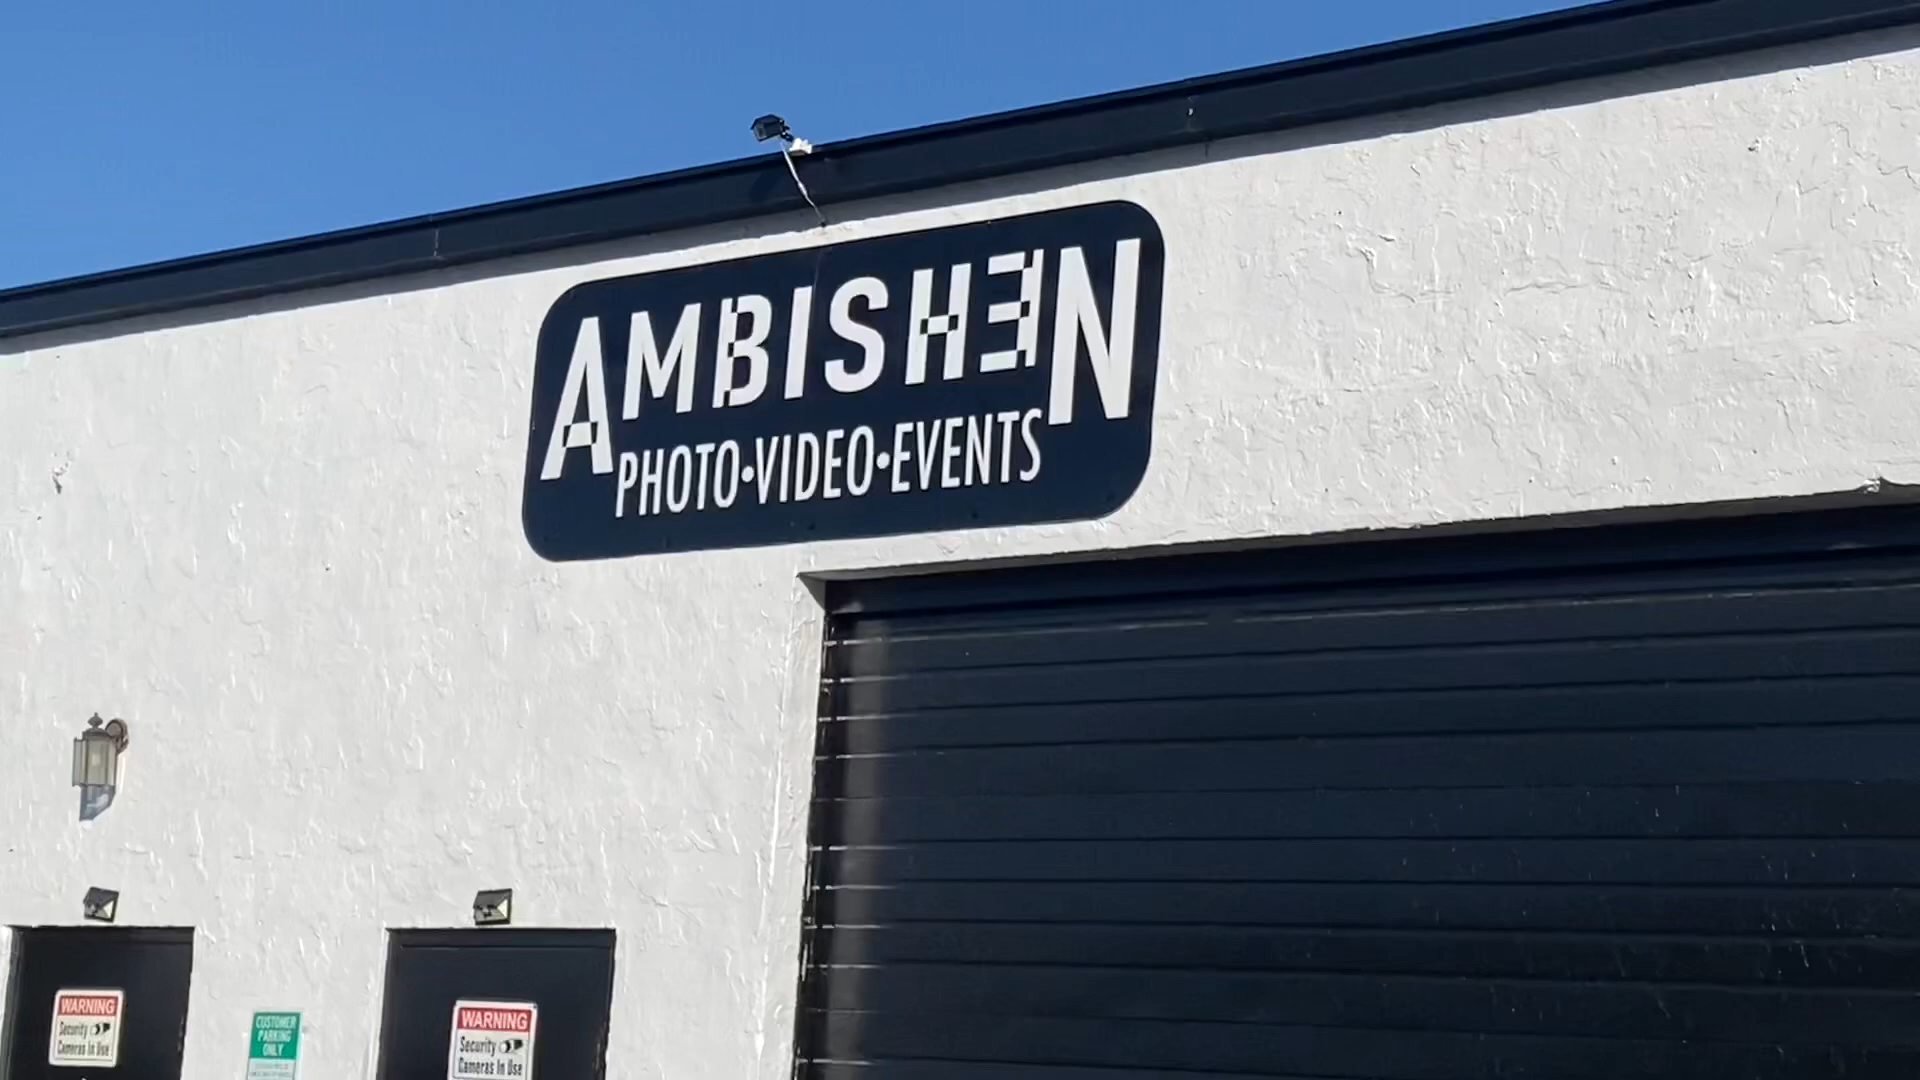 AMBISHEN
PHOTO•VIDEO•EVENTS
WARNING
Security
Cameras In Use
CUSTOMER
PARKING
ONLY
WARNING
Security
Cameras In Use